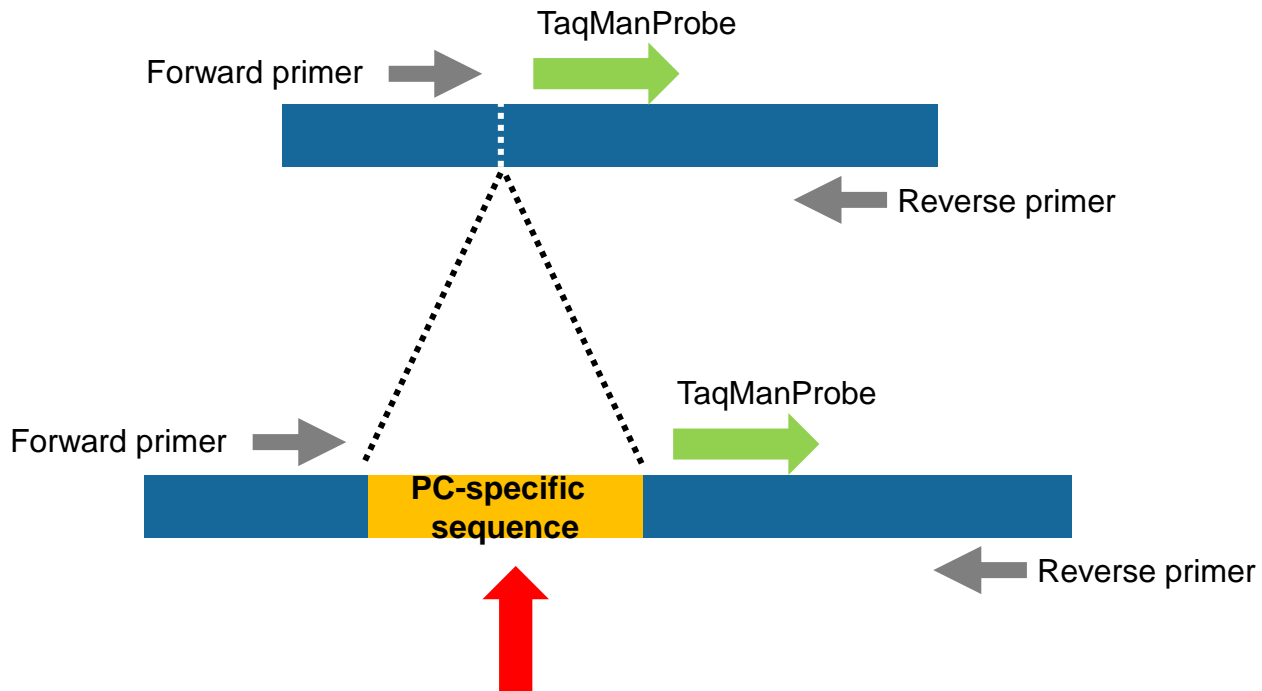 TaqManProbe
Forward primer
Reverse primer
TaqManProbe
Forward primer
PC-specific
sequence
Reverse primer